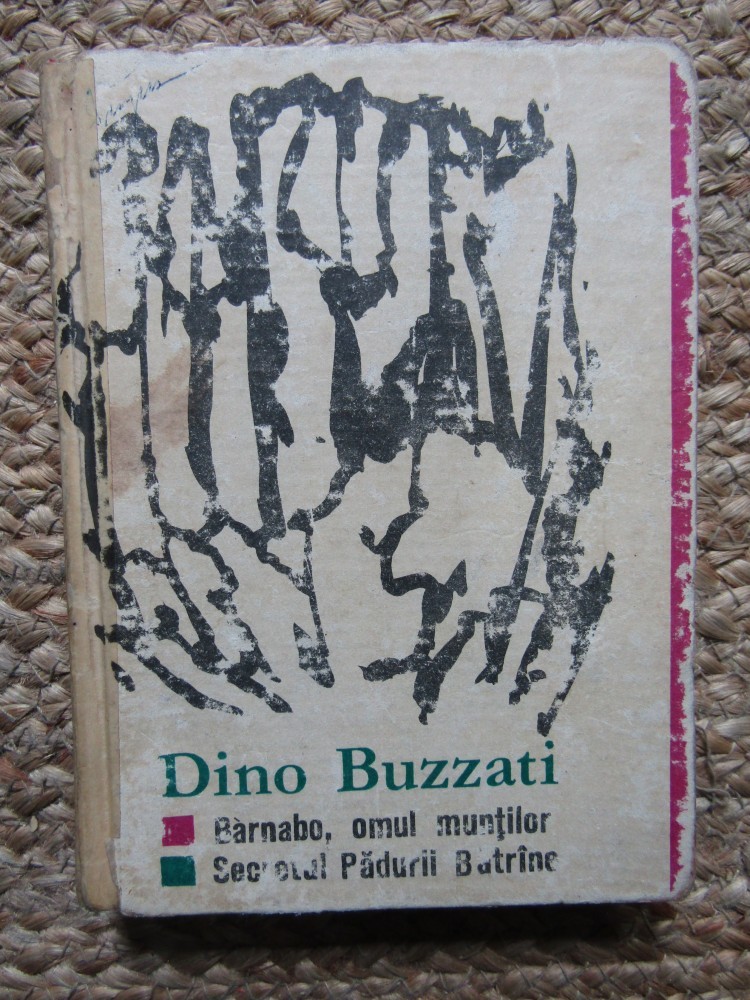 Dino Buzzati
Bàrnabo, omul munţilor
Secretul Pădurii Bătrîne